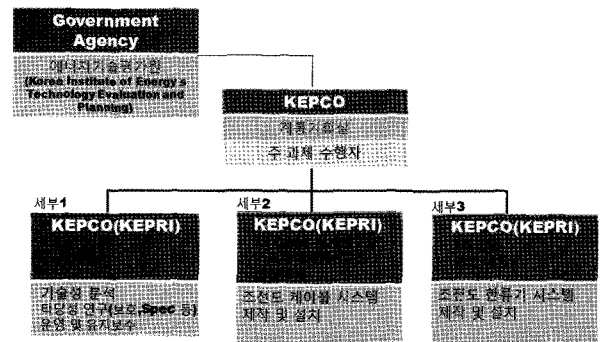 Government
Agency
에너지기술평가원
(Korea Institute of Energy s
Technology Evaluation and
Planning)
KEPCO
계통기획실
주 과제 수행자
세부1
KEPCO(KEPRI)
기술성 분석
타당성 연구(보호,Spec 등)
운영 및 유지보수
세부2
KEPCO(KEPRI)
초전도 케이블 시스템
제작 및 설치
세부3
KEPCO(KEPRI)
초전도 한류기 시스템
제작 및 설치